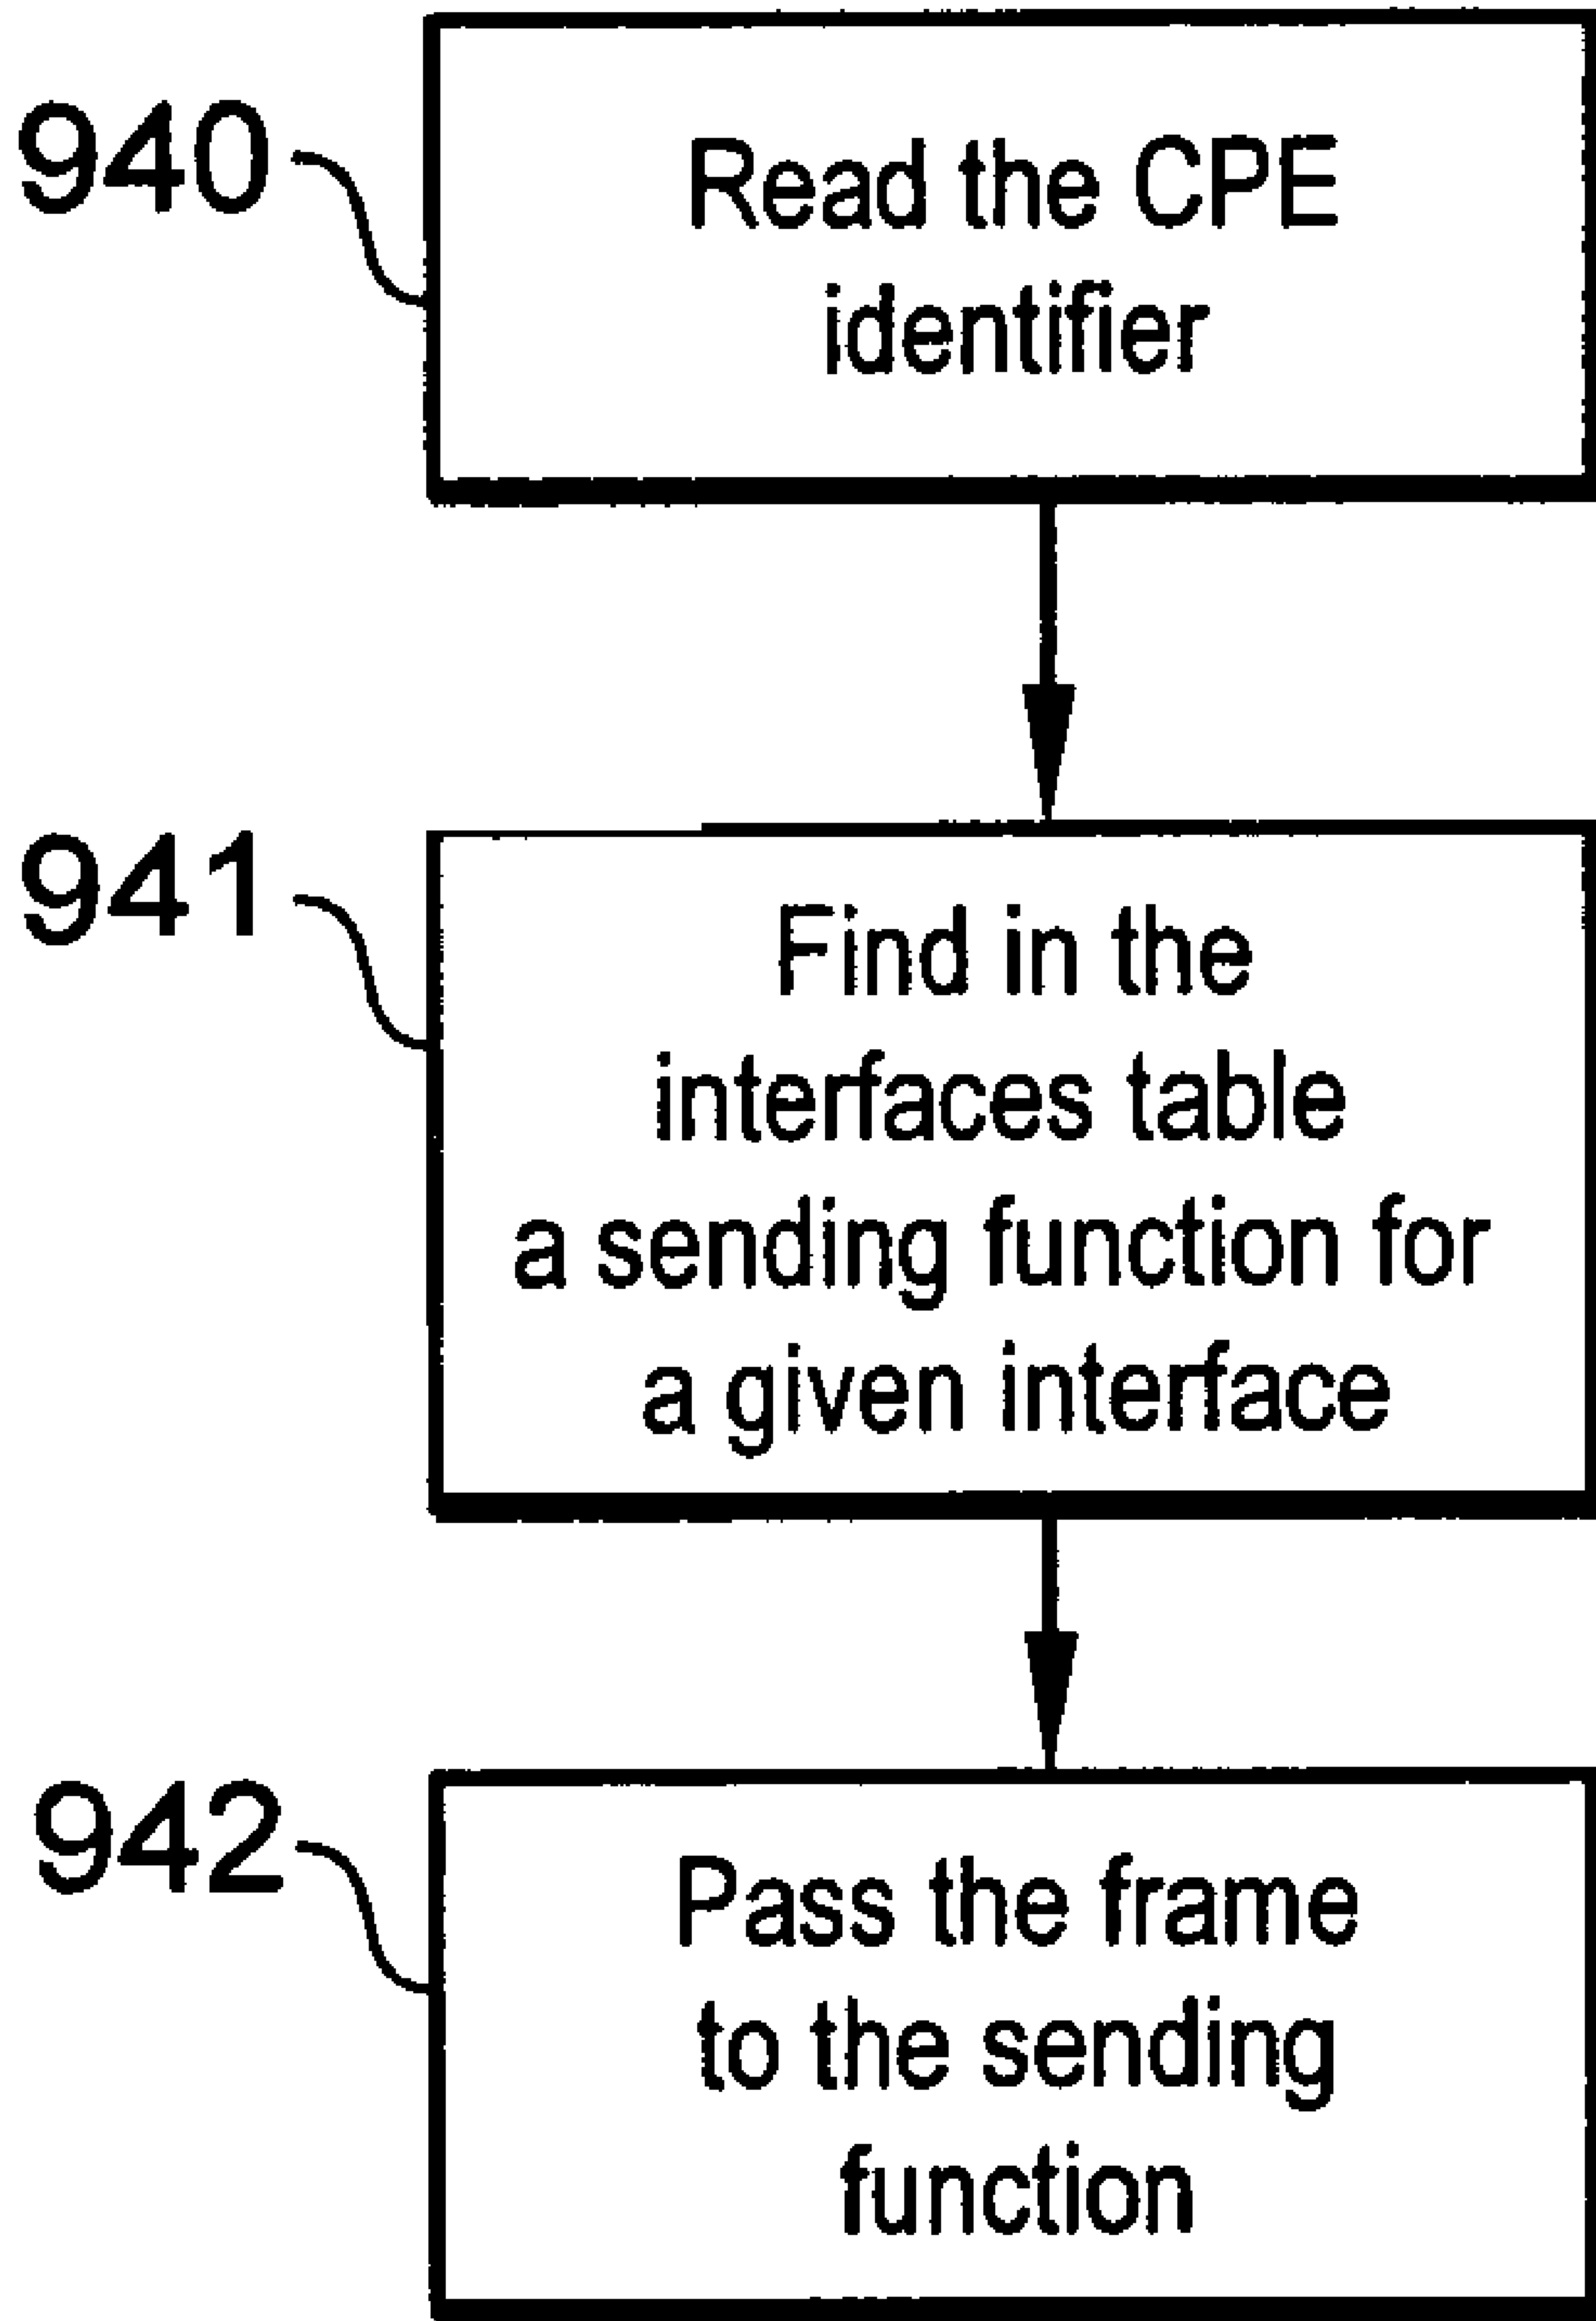 940
Read the CPE
identifier
941
Find in the
interfaces table
a sending function for
a given interface
942
Pass the frame
to the sending
function